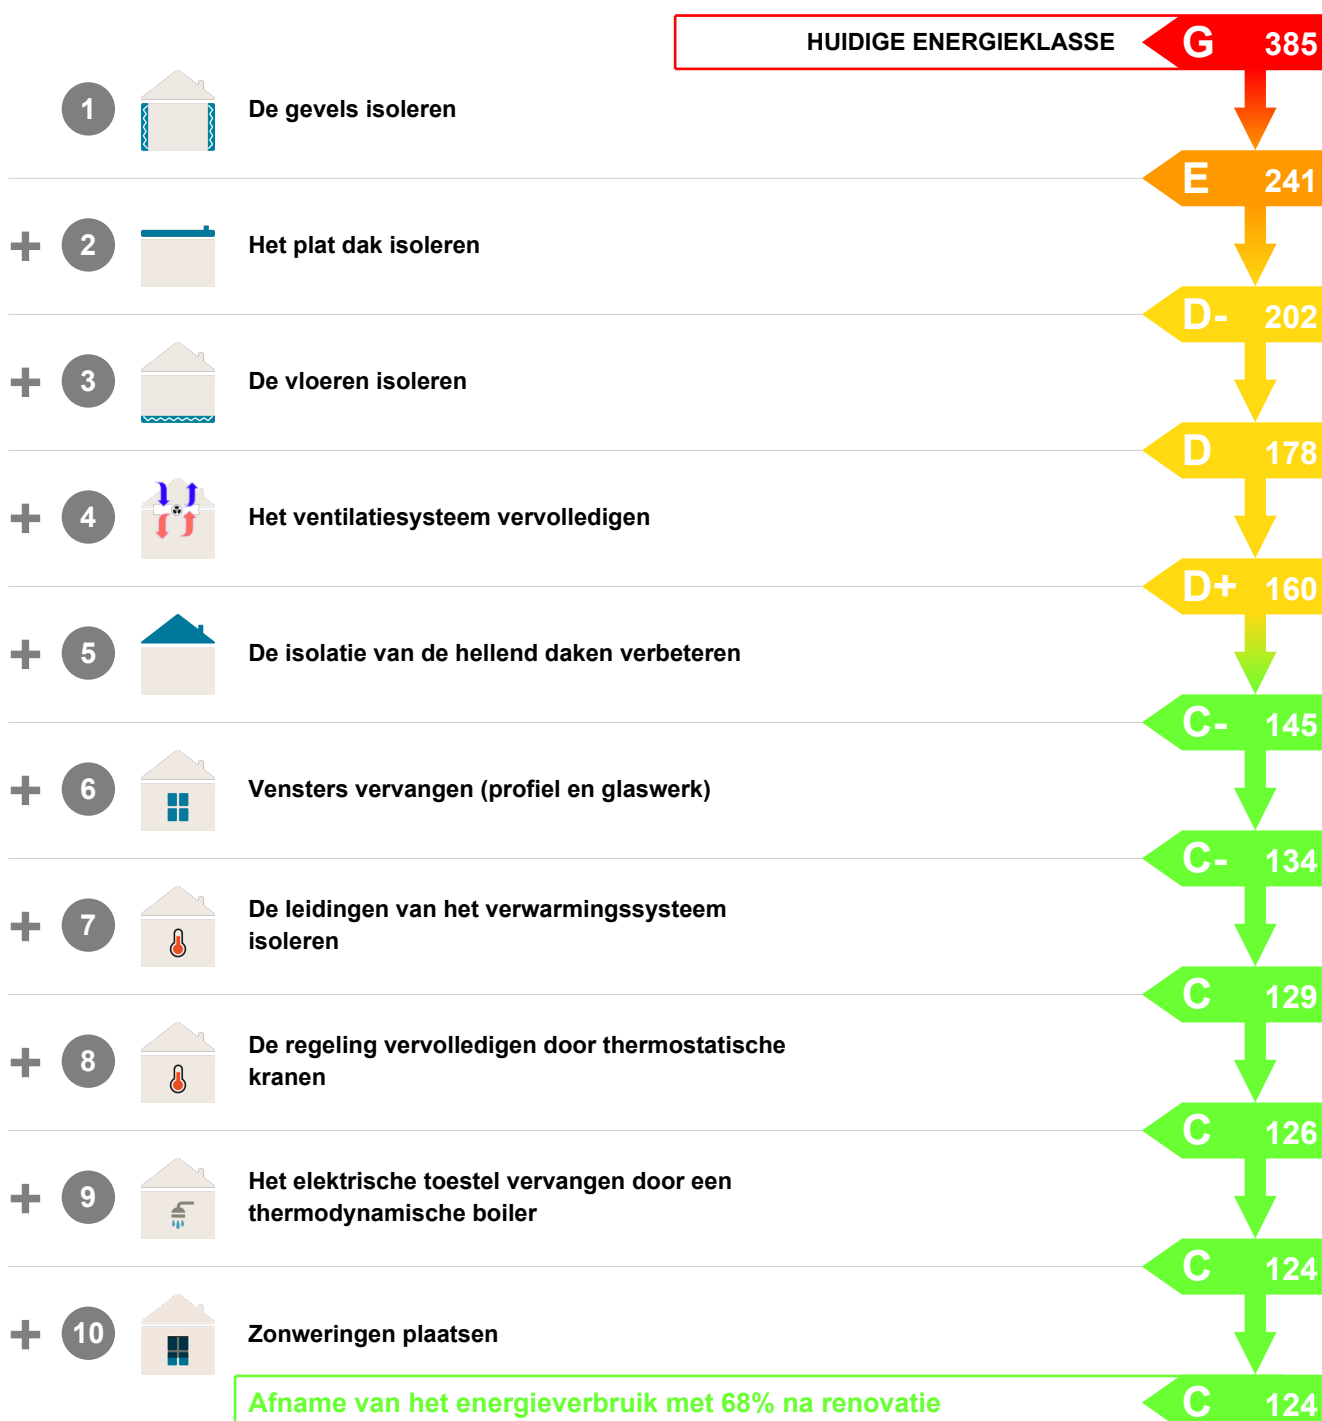 HUIDIGE ENERGIEKLASSE G 385
1 De gevels isoleren
E 241
+ 2 Het plat dak isoleren
D- 202
+ 3 De vloeren isoleren
D 178
+ 4 Het ventilatiesysteem vervolledigen
D+ 160
+ 5 De isolatie van de hellend daken verbeteren
C- 145
+ 6 Vensters vervangen (profiel en glaswerk)
C- 134
+ 7 De leidingen van het verwarmingssysteem
isoleren
C 129
+ 8 De regeling vervolledigen door thermostatische
kranen
C 126
+ 9 Het elektrische toestel vervangen door een
thermodynamische boiler
C 124
+ 10 Zonweringen plaatsen
Afname van het energieverbruik met 68% na renovatie C 124